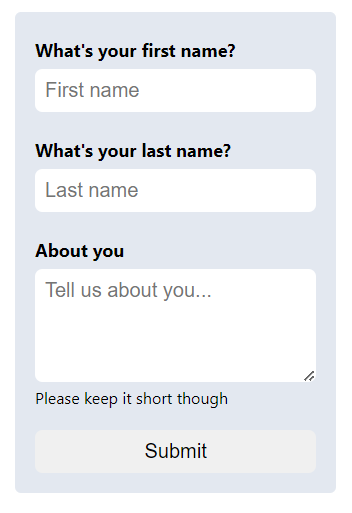 What's your first name?
First name
What's your last name?
Last name
About you
Tell us about you...
Please keep it short though
Submit